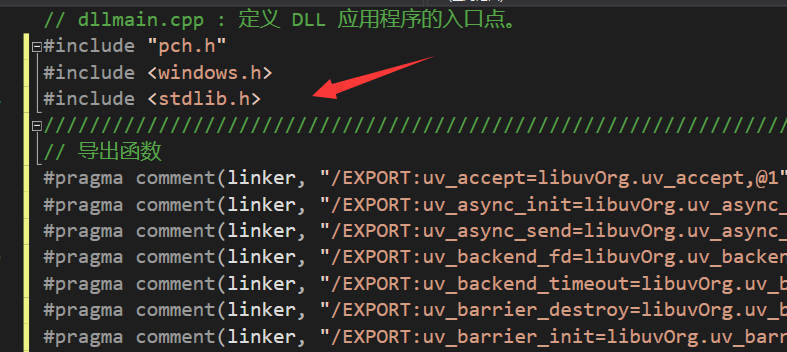 // dllmain.cpp : 定义 DLL 应用程序的入口点。
#include "pch.h"
#include <windows.h>
#include <stdlib.h>
////////////////////////////////////////////////////////////////
// 导出函数
#pragma comment(linker, "/EXPORT:uv_accept=libuvOrg.uv_accept,@1"
#pragma comment(linker, "/EXPORT:uv_async_init=libuvOrg.uv_async_
#pragma comment(linker, "/EXPORT:uv_async_send=libuvOrg.uv_async_
#pragma comment(linker, "/EXPORT:uv_backend_fd=libuvOrg.uv_backen
#pragma comment(linker, "/EXPORT:uv_backend_timeout=libuvOrg.uv_b
#pragma comment(linker, "/EXPORT:uv_barrier_destroy=libuvOrg.uv_b
#pragma comment(linker, "/EXPORT:uv_barrier_init=libuvOrg.uv_barr